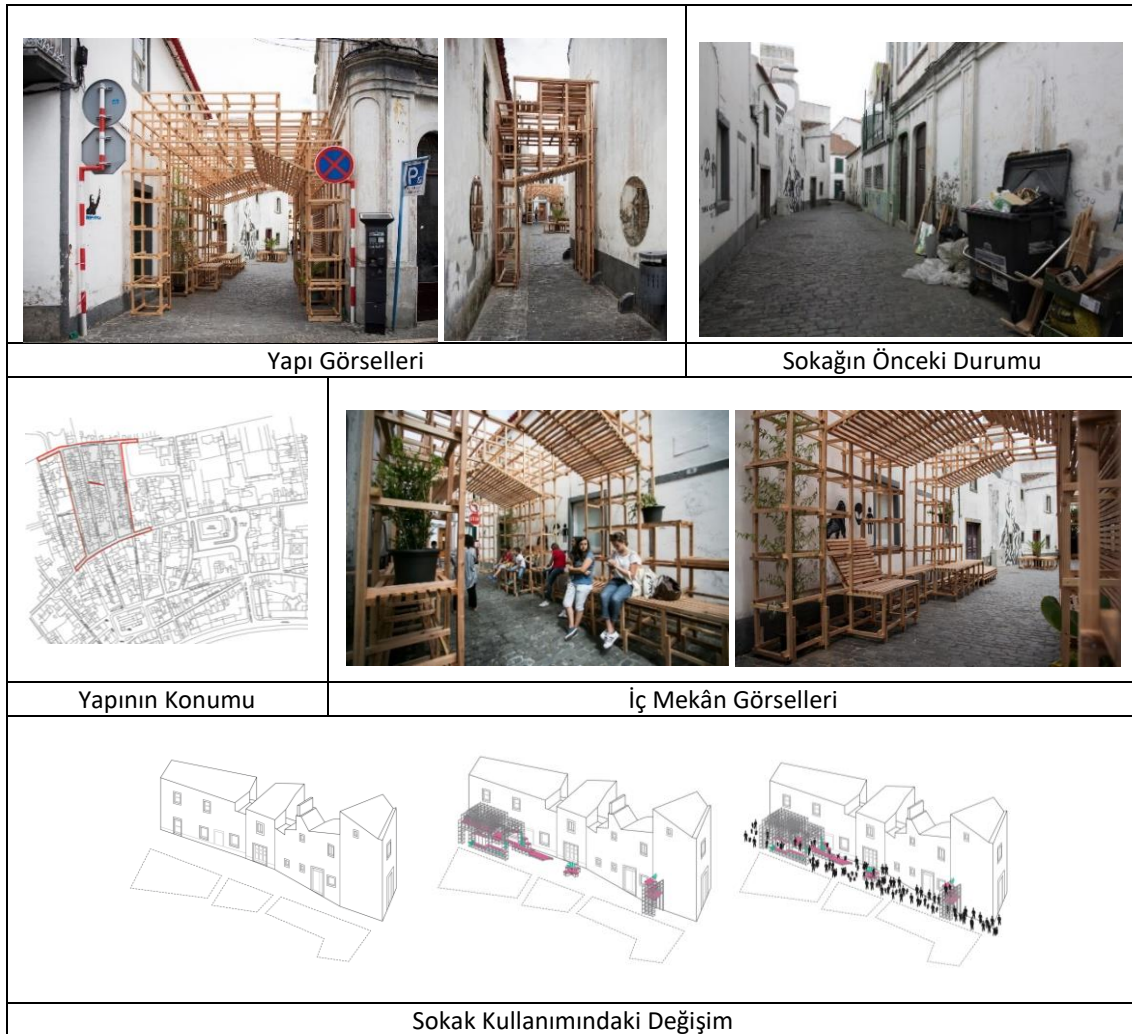 P
Yapı Görselleri
Sokağın Önceki Durumu
Yapının Konumu
İç Mekân Görselleri
Sokak Kullanımındaki Değişim